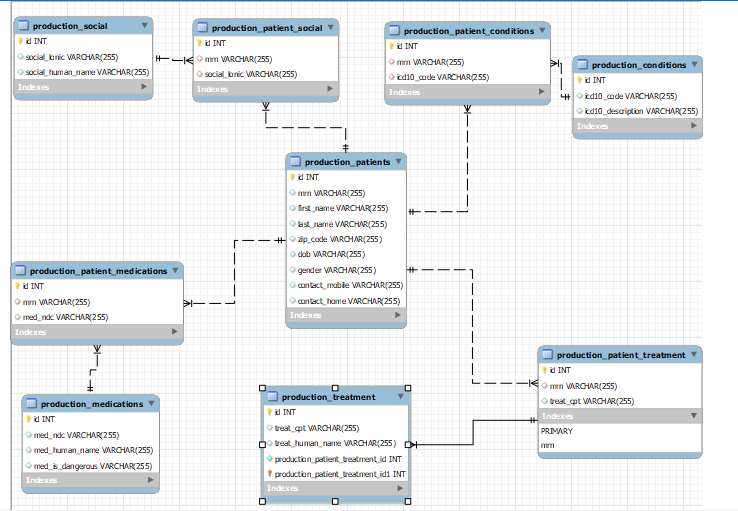 production_social
id INT
social_lonic VARCHAR(255)
social_human_name VARCHAR(255)
Indexes
production_patient_social
id INT
mrn VARCHAR(255)
social_lonic VARCHAR(255)
Indexes
production_patient_conditions
id INT
mrn VARCHAR(255)
icd10_code VARCHAR(255)
Indexes
production_conditions
id INT
icd10_code VARCHAR(255)
icd10_description VARCHAR(255)
Indexes
production_patients
id INT
mrn VARCHAR(255)
first_name VARCHAR(255)
last_name VARCHAR(255)
zip_code VARCHAR(255)
dob VARCHAR(255)
gender VARCHAR(255)
contact_mobile VARCHAR(255)
contact_home VARCHAR(255)
Indexes
production_patient_medications
id INT
mrn VARCHAR(255)
med_ndc VARCHAR(255)
Indexes
production_medications
id INT
med_ndc VARCHAR(255)
med_human_name VARCHAR(255)
med_is_dangerous VARCHAR(255)
Indexes
production_treatment
id INT
treat_cpt VARCHAR(255)
treat_human_name VARCHAR(255)
production_patient_treatment_id INT
production_patient_treatment_id1 INT
Indexes
production_patient_treatment
id INT
mrn VARCHAR(255)
treat_cpt VARCHAR(255)
Indexes
PRIMARY
mrn